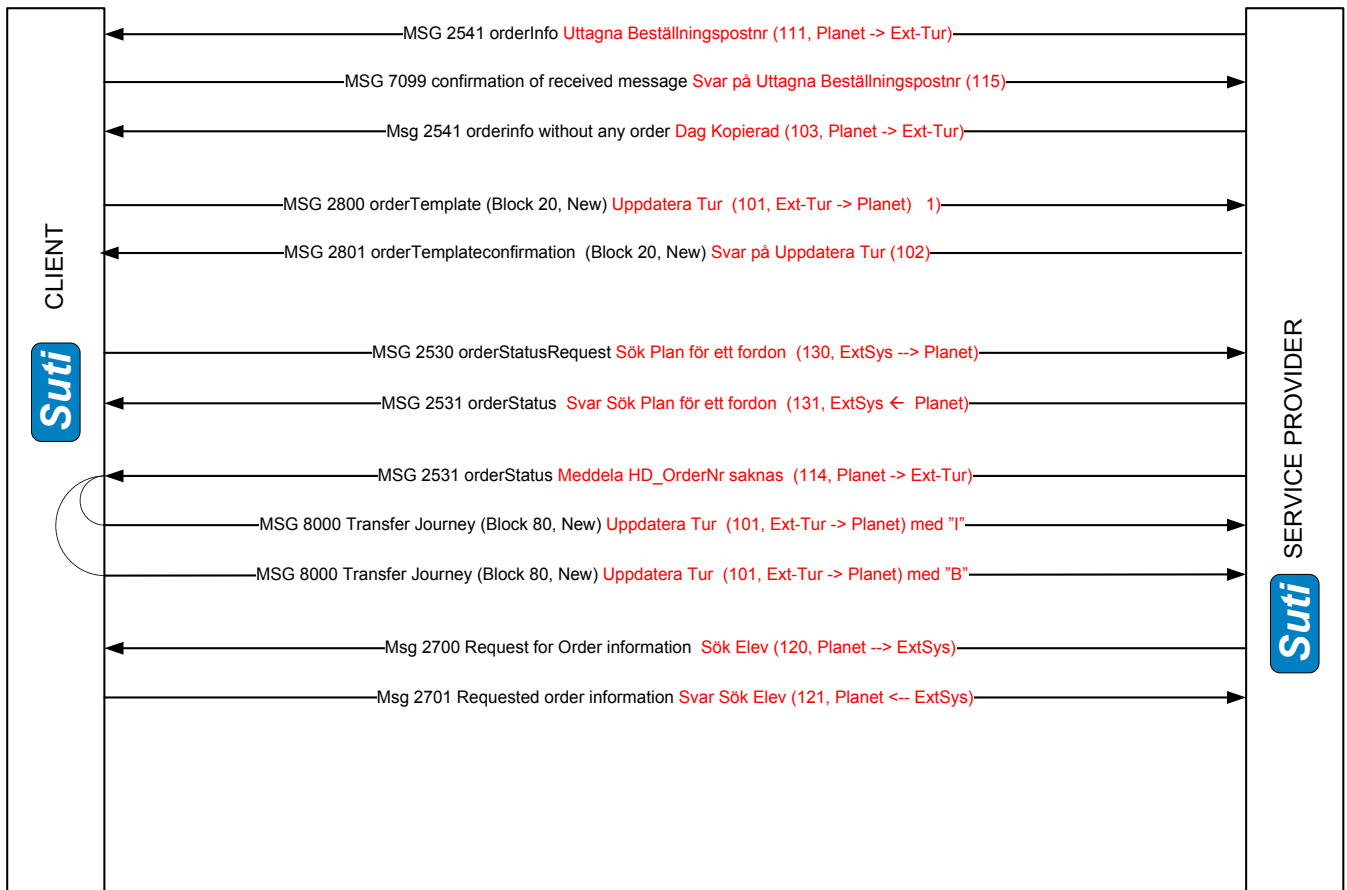 MSG 2541 orderInfo Uttagna Beställningspostnr (111, Planet -> Ext-Tur)
MSG 7099 confirmation of received message Svar på Uttagna Beställningspostnr (115)
Msg 2541 orderinfo without any order Dag Kopierad (103, Planet -> Ext-Tur)
MSG 2800 orderTemplate (Block 20, New) Uppdatera Tur (101, Ext-Tur -> Planet) 1)
MSG 2801 orderTemplateconfirmation (Block 20, New) Svar på Uppdatera Tur (102)
CLIENT
Suti
MSG 2530 orderStatusRequest Sök Plan för ett fordon (130, ExtSys --> Planet)
MSG 2531 orderStatus Svar Sök Plan för ett fordon (131, ExtSys ← Planet)
MSG 2531 orderStatus Meddela HD_OrderNr saknas (114, Planet -> Ext-Tur)
MSG 8000 Transfer Journey (Block 80, New) Uppdatera Tur (101, Ext-Tur -> Planet) med ”I”
MSG 8000 Transfer Journey (Block 80, New) Uppdatera Tur (101, Ext-Tur -> Planet) med ”B”
SERVICE PROVIDER
Suti
Msg 2700 Request for Order information Sök Elev (120, Planet --> ExtSys)
Msg 2701 Requested order information Svar Sök Elev (121, Planet <-- ExtSys)